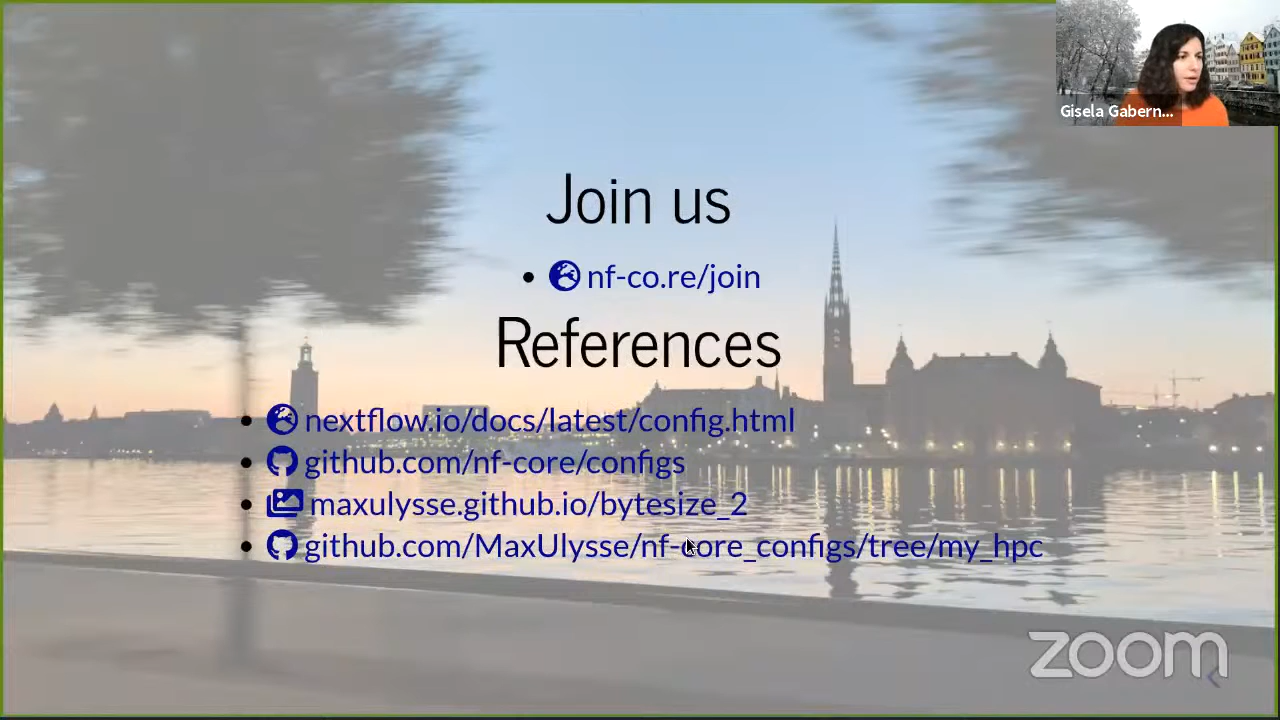 Gisela Gabern...
Join us
nf-co.re/join
References
nextflow.io/docs/latest/config.html
github.com/nf-core/configs
maxulysse.github.io/bytesize_2
github.com/MaxUlysse/nf-core_configs/tree/my_hpc
zoom